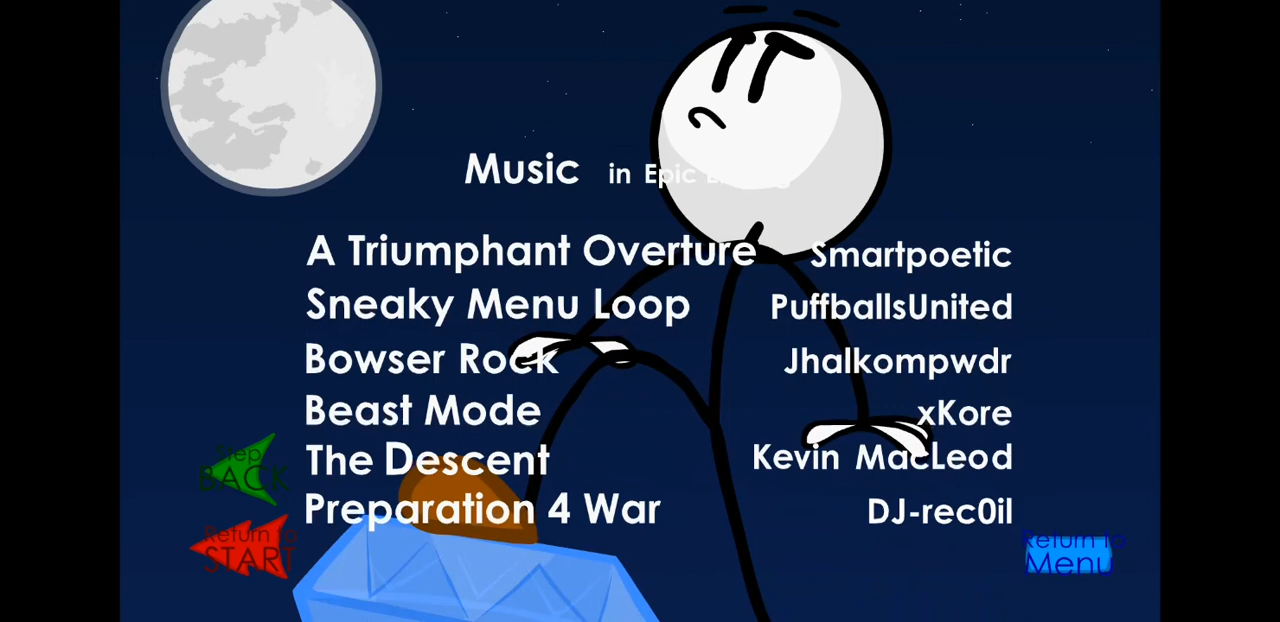 Music in Epic
A Triumphant Overture Smartpoetic
Sneaky Menu Loop PuffballsUnited
Bowser Rock Jhalkompwdr
Beast Mode xKore
The Descent Kevin MacLeod
Preparation 4 War DJ-rec0il
Step
BACK
Return to
START
Return to
Menu